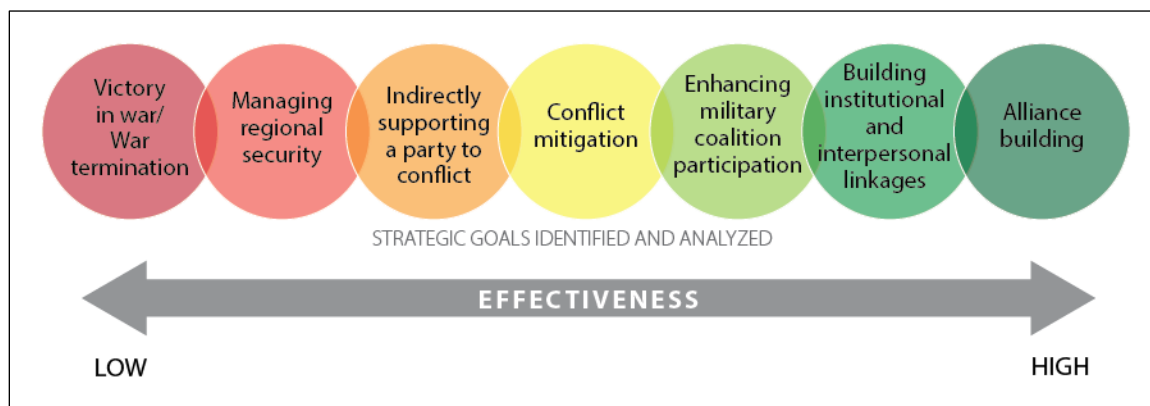 Victory
in war/
War
termination
Managing
regional
security
Indirectly
supporting
a party to
conflict
Conflict
mitigation
Enhancing
military
coalition
participation
Building
institutional
and
interpersonal
linkages
Alliance
building
STRATEGIC GOALS IDENTIFIED AND ANALYZED
EFFECTIVENESS
LOW
HIGH